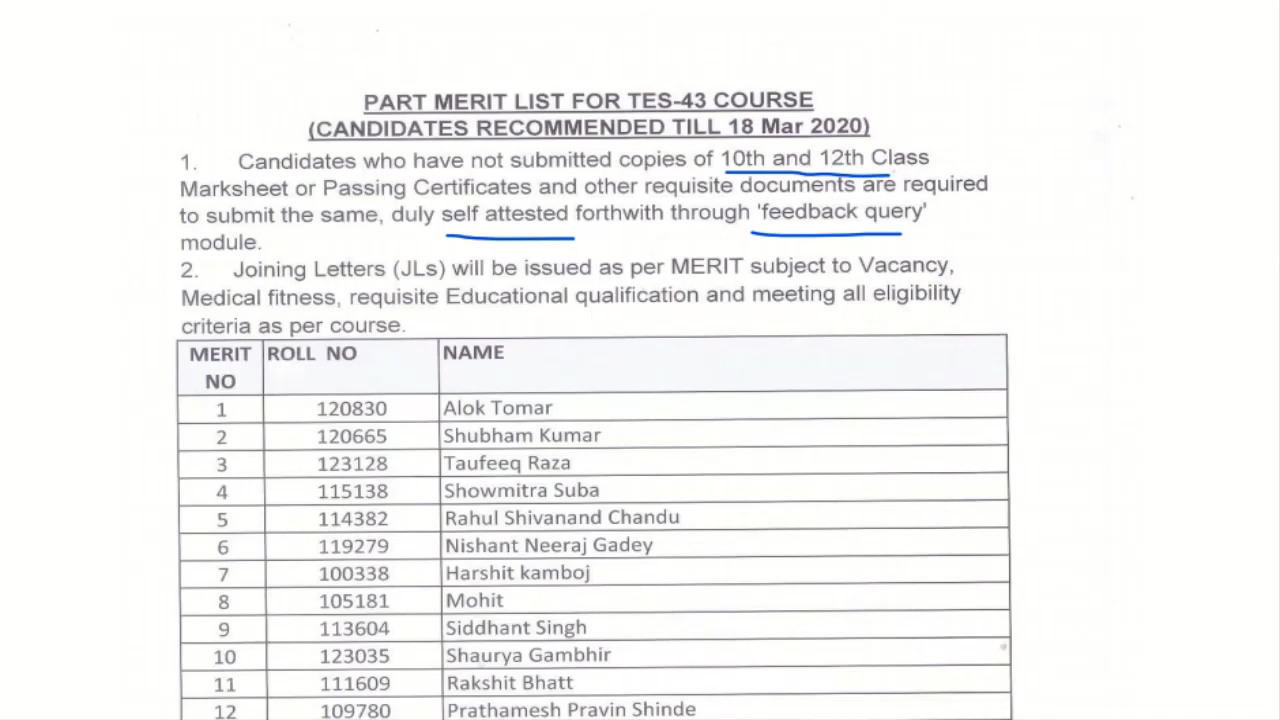 PART MERIT LIST FOR TES-43 COURSE
(CANDIDATES RECOMMENDED TILL 18 Mar 2020)
1. Candidates who have not submitted copies of 10th and 12th Class
Marksheet or Passing Certificates and other requisite documents are required
to submit the same, duly self attested forthwith through 'feedback query'
module.
2. Joining Letters (JLs) will be issued as per MERIT subject to Vacancy,
Medical fitness, requisite Educational qualification and meeting all eligibility
criteria as per course.
MERIT NO ROLL NO NAME
1 120830 Alok Tomar
2 120665 Shubham Kumar
3 123128 Taufeeq Raza
4 115138 Showmitra Suba
5 114382 Rahul Shivanand Chandu
6 119279 Nishant Neeraj Gadey
7 100338 Harshit kamboj
8 105181 Mohit
9 113604 Siddhant Singh
10 123035 Shaurya Gambhir
11 111609 Rakshit Bhatt
12 109780 Prathamesh Pravin Shinde